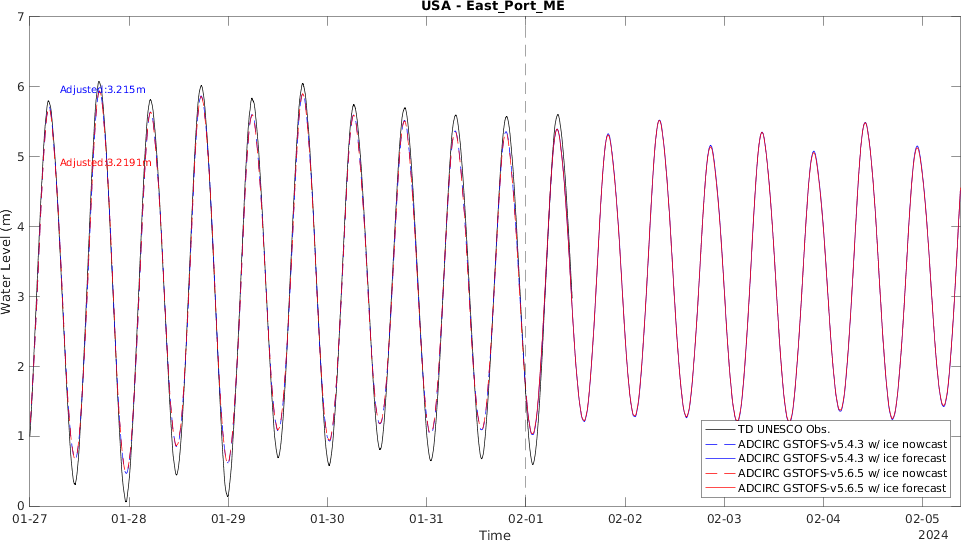 USA - East_Port_ME
7
6
5
4
3
2
1
0
Water Level (m)
Adjusted:3.215m
Adjusted:3.2191m
TD UNESCO Obs.
ADCIRC GSTOFS-v5.4.3 w/ ice nowcast
ADCIRC GSTOFS-v5.4.3 w/ ice forecast
ADCIRC GSTOFS-v5.6.5 w/ ice nowcast
ADCIRC GSTOFS-v5.6.5 w/ ice forecast
01-27 01-28 01-29 01-30 01-31 02-01 02-02 02-03 02-04 02-05
Time
2024